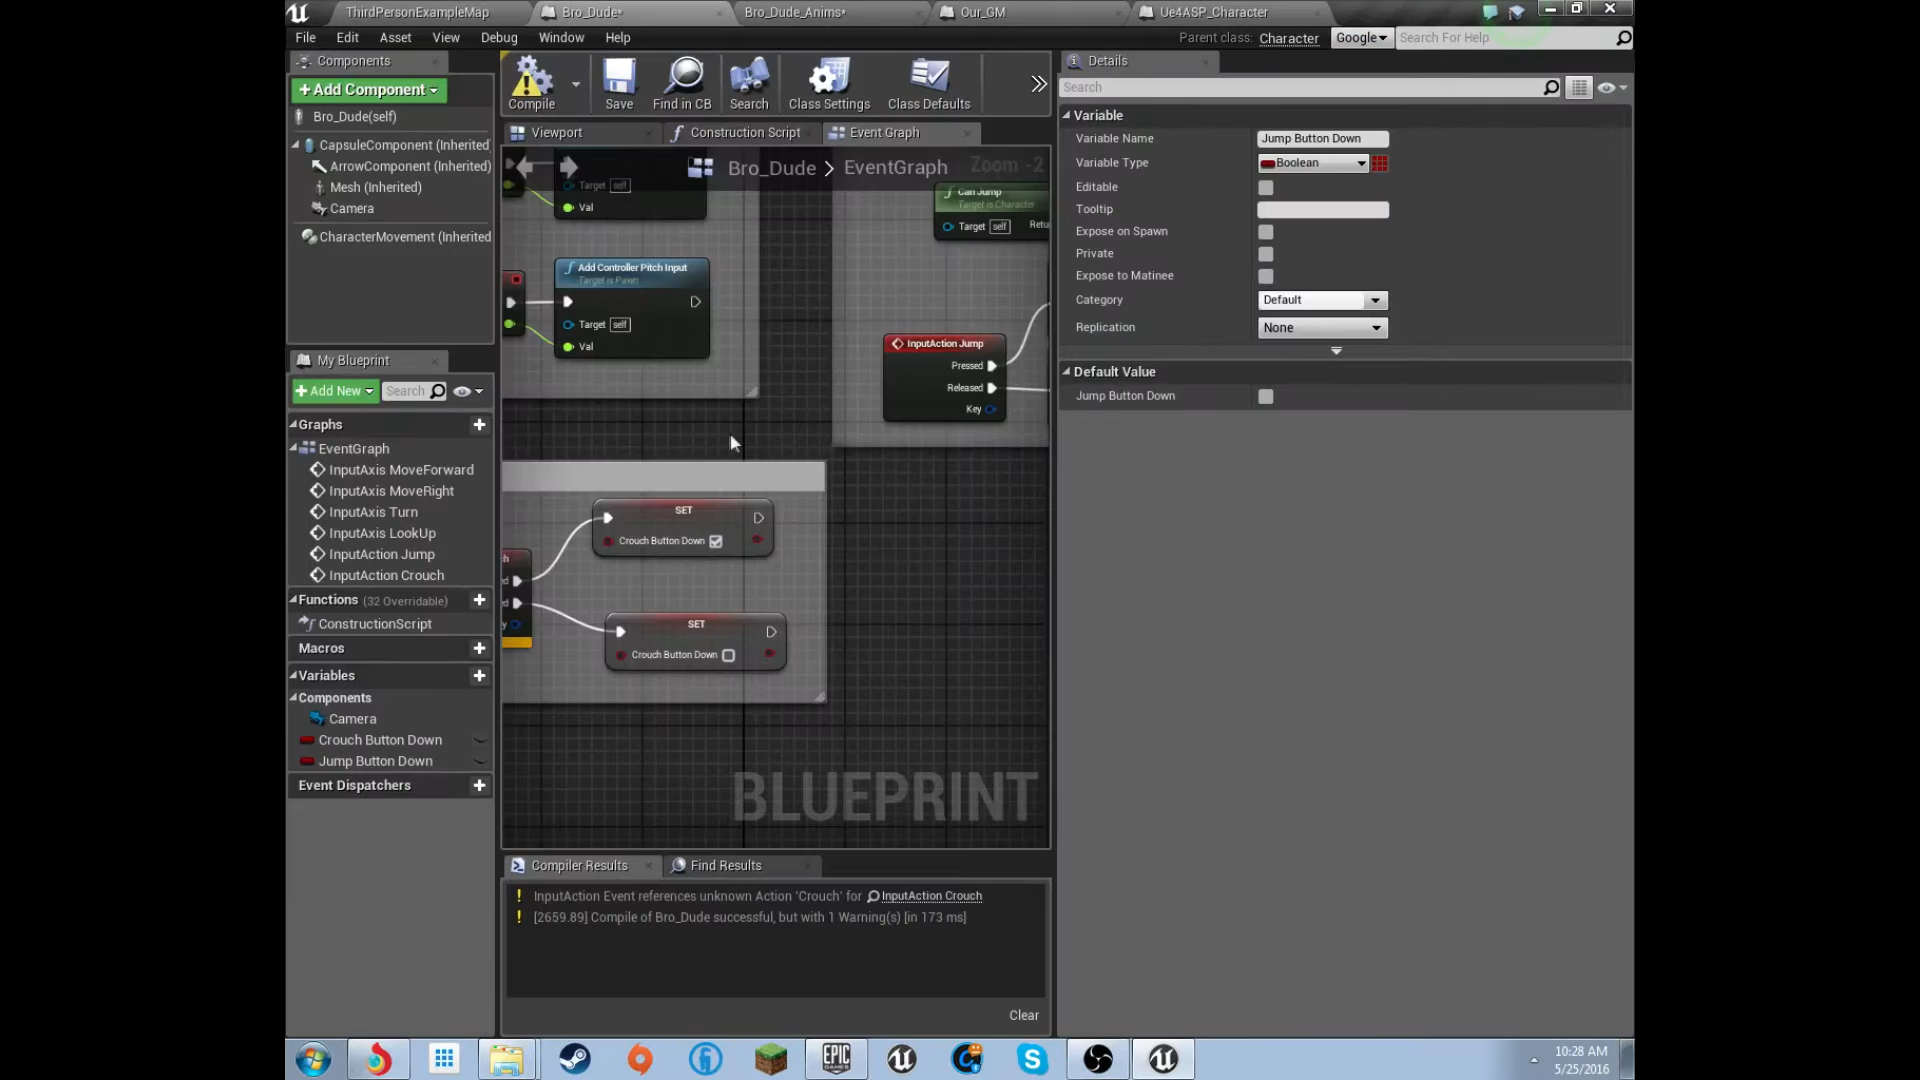 ThirdPersonExampleMap
Bro_Dude*
Bro_Dude_Anims*
Our_GM
Ue4ASP_Character
File Edit Asset View Debug Window Help
Parent class: Character
Google
Search For Help
Components
+Add Component
Bro_Dude(self)
CapsuleComponent (Inherited)
ArrowComponent (Inherited)
Mesh (Inherited)
Camera
CharacterMovement (Inherited
Compile
Save
Find in CB
Search
Class Settings
Class Defaults
Viewport
Construction Script
Event Graph
Bro_Dude > EventGraph
Zoom -2
Target self
Val
Add Controller Pitch Input
Target is Pawn
Target self
Val
Can Jump
Target is Character
Target self
Retu
InputAction Jump
Pressed
Released
Key
SET
Crouch Button Down
SET
Crouch Button Down
BLUEPRINT
My Blueprint
+Add New
Search
Graphs
EventGraph
InputAxis MoveForward
InputAxis MoveRight
InputAxis Turn
InputAxis LookUp
InputAction Jump
InputAction Crouch
Functions (32 Overridable)
ConstructionScript
Macros
Variables
Components
Camera
Crouch Button Down
Jump Button Down
Event Dispatchers
Compiler Results
Find Results
InputAction Event references unknown Action 'Crouch' for InputAction Crouch
[2659.89] Compile of Bro_Dude successful, but with 1 Warning(s) [in 173 ms]
Clear
Details
Search
Variable
Variable Name
Jump Button Down
Variable Type
Boolean
Editable
Tooltip
Expose on Spawn
Private
Expose to Matinee
Category
Default
Replication
None
Default Value
Jump Button Down
EPIC
GAMES
10:28 AM
5/25/2016